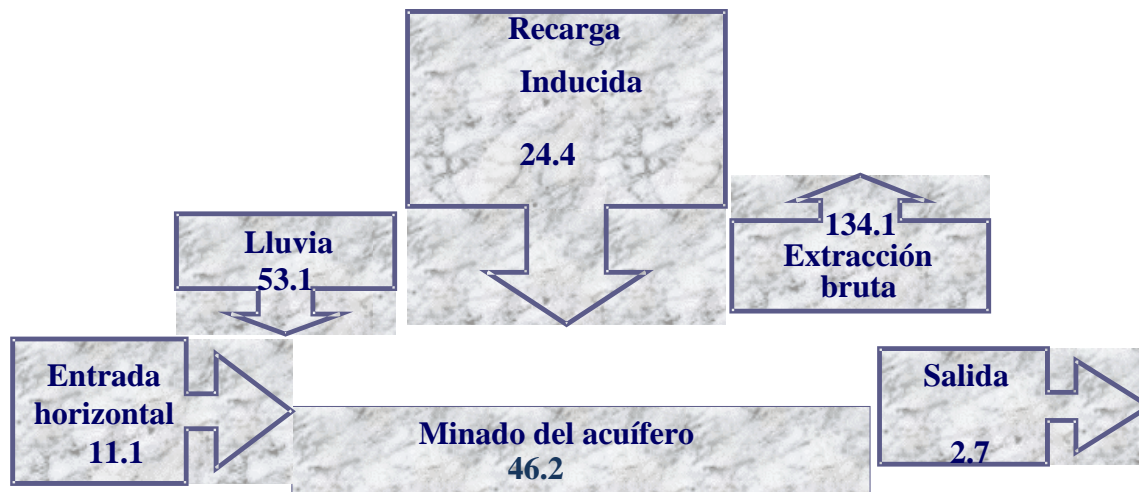 Recarga
Inducida
24.4
Lluvia
53.1
134.1
Extracción
bruta
Entrada
horizontal
11.1
Minado del acuífero
46.2
Salida
2.7